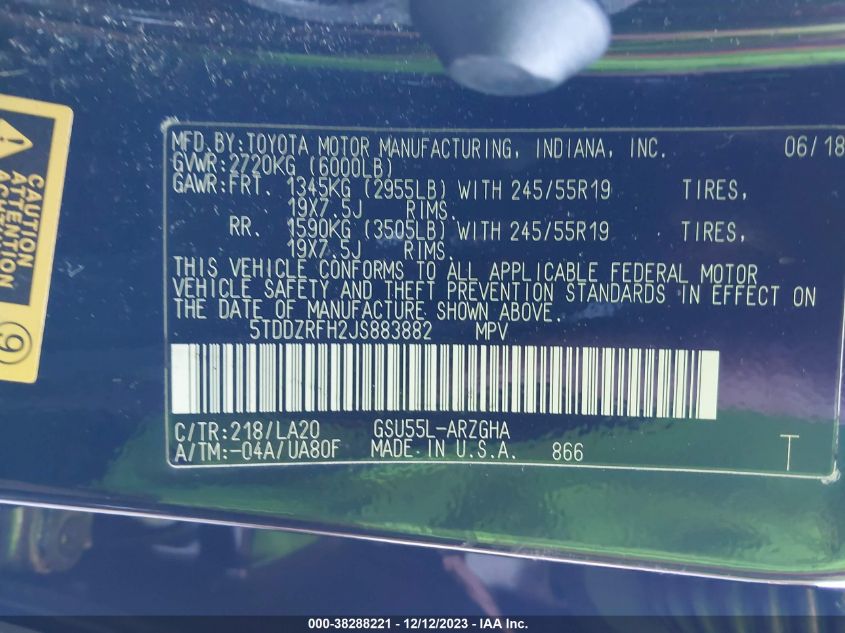 MFD.BY:TOYOTA MOTOR MANUFACTURING, INDIANA, INC. 06/18
GVWR:2720KG (6000LB)
GAWR:FRT. 1345KG (2955LB) WITH 245/55R19 TIRES,
19X7.5J RIMS.
RR. 1590KG (3505LB) WITH 245/55R19 TIRES,
19X7.5J RIMS.
THIS VEHICLE CONFORMS TO ALL APPLICABLE FEDERAL MOTOR
VEHICLE SAFETY AND THEFT PREVENTION STANDARDS IN EFFECT ON
THE DATE OF MANUFACTURE SHOWN ABOVE.
5TDDZRFH2JS883882 MPV
C/TR:218/LA20 GSU55L-ARZGHA
A/TM:-04A/UA80F MADE IN U.S.A. 866 T
CAUTION
ATTENTION
9
000-38288221 - 12/12/2023 - IAA Inc.